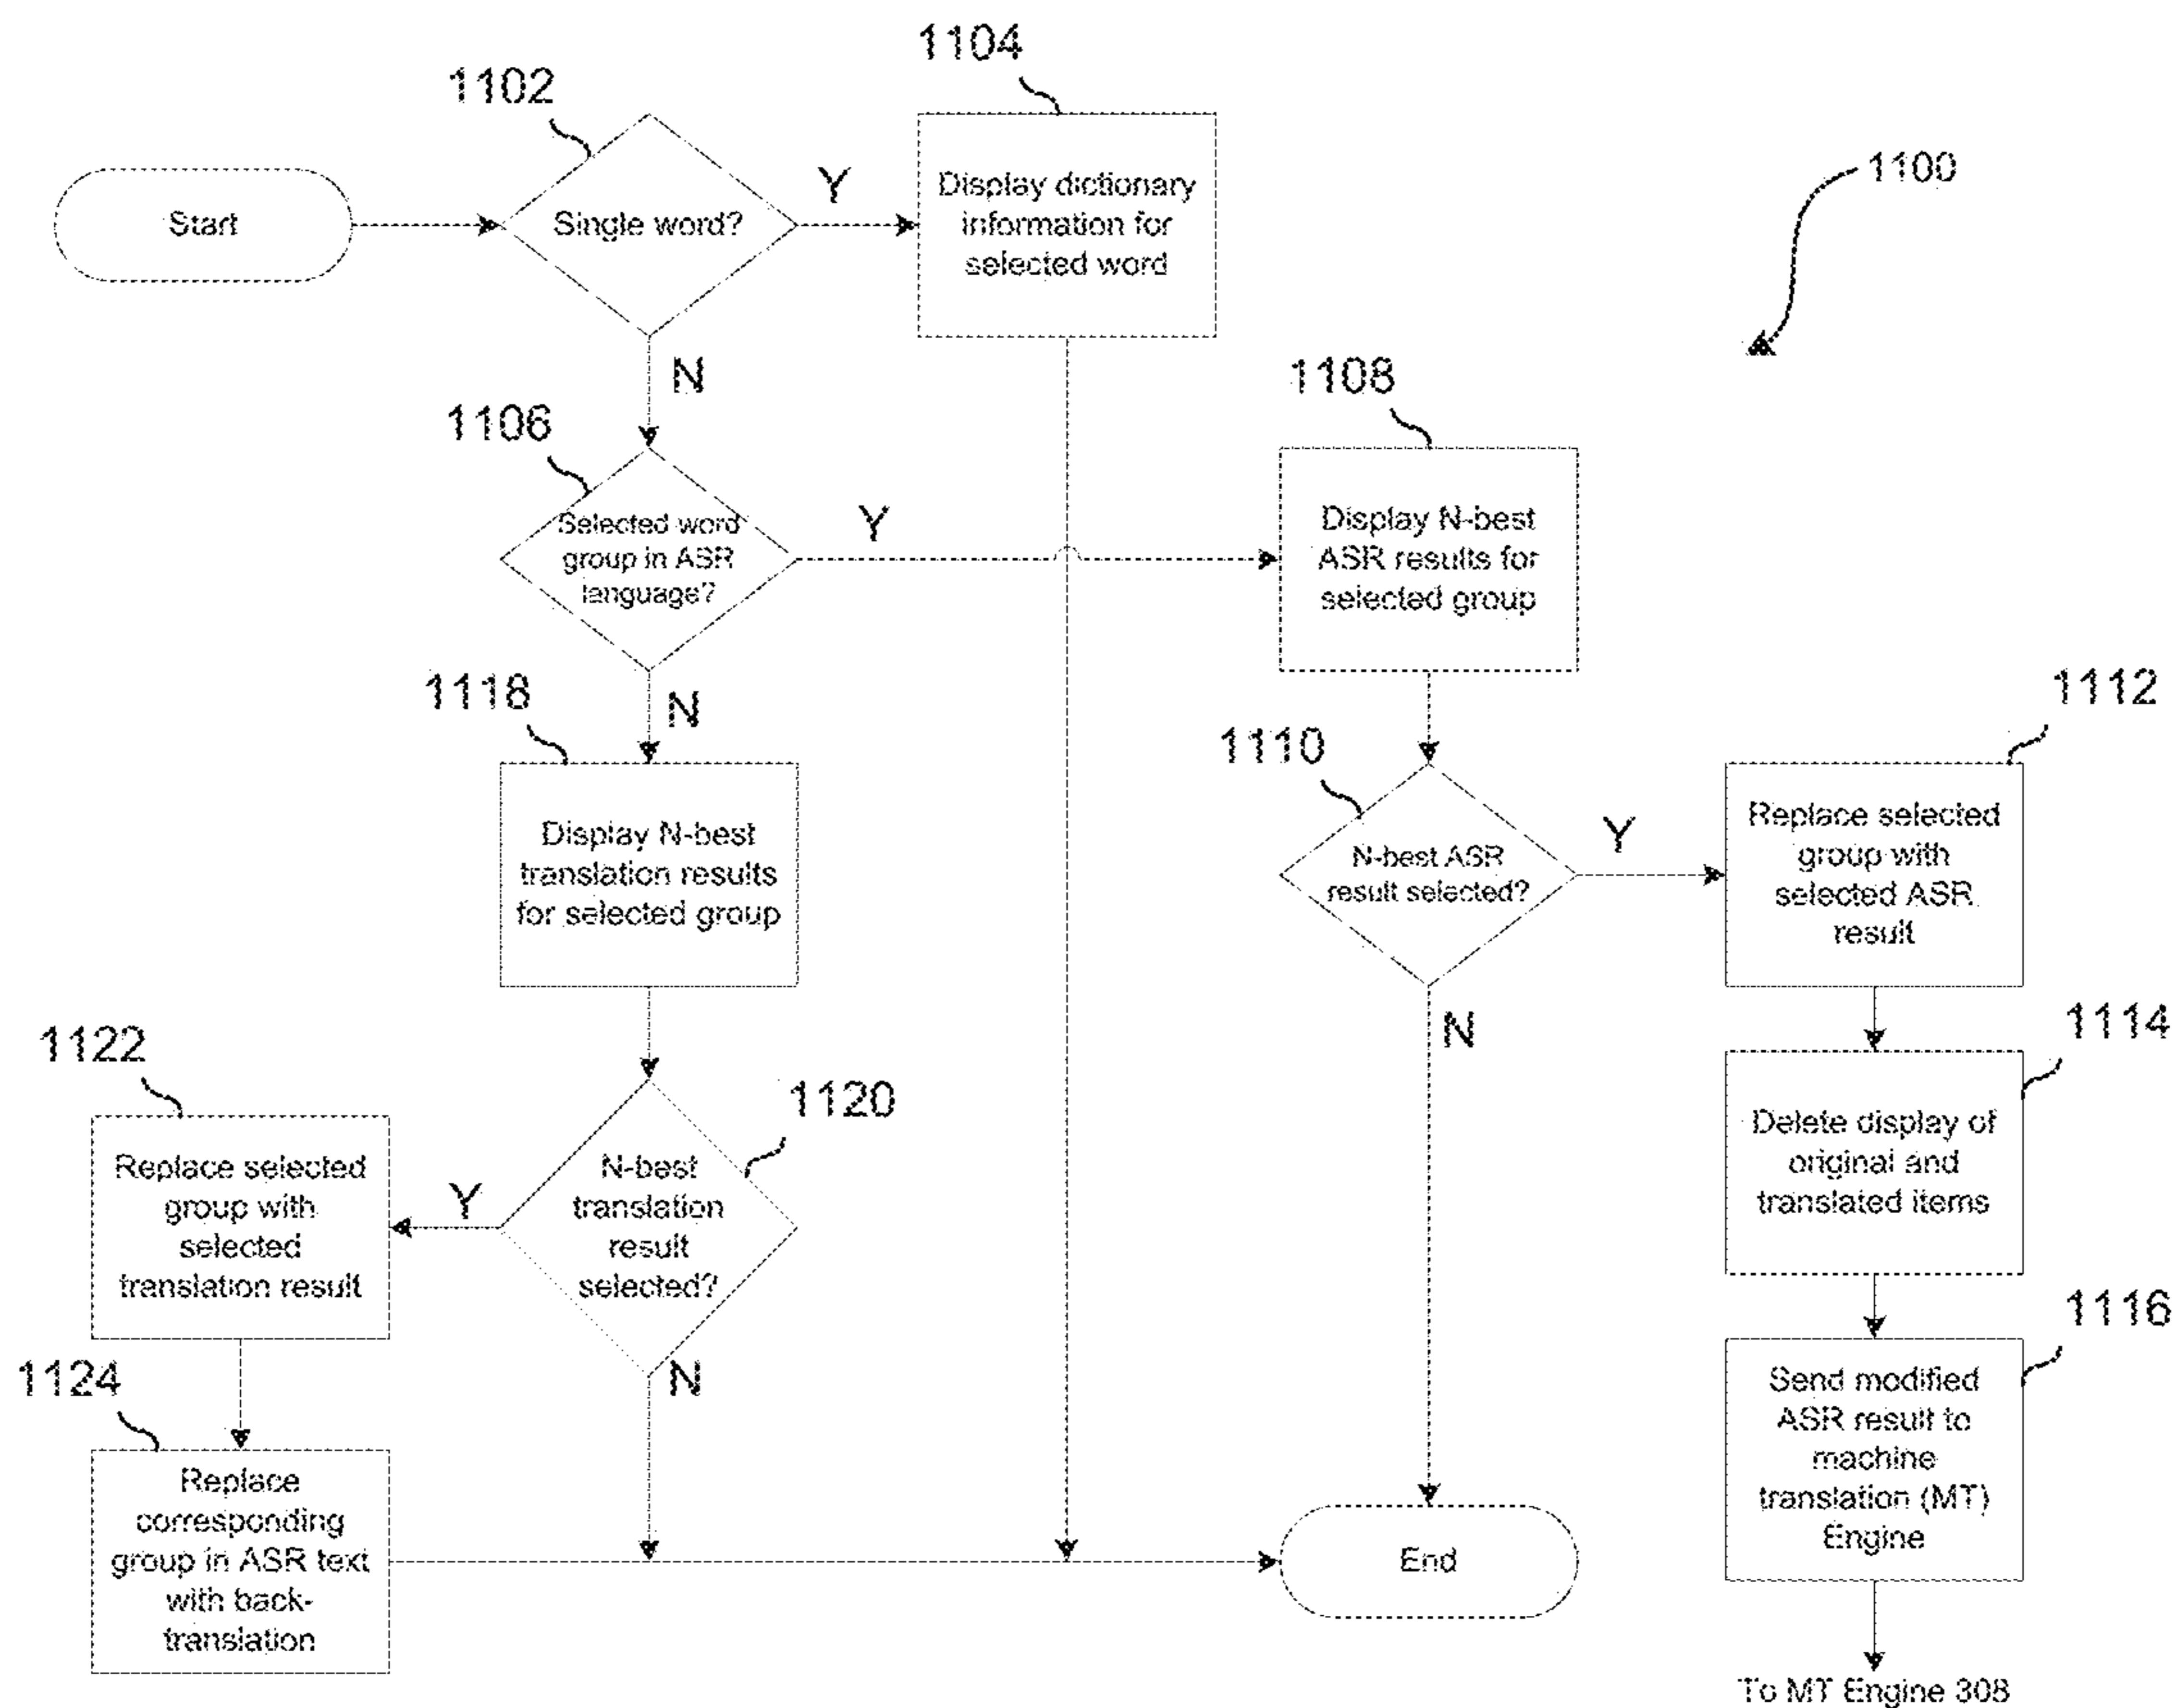 1104
1102
1100
Start
Single word?
Y
Display dictionary
information for
selected word
N
1108
1106
Selected word
group in ASR
language?
Y
Display N-best
ASR results for
selected group
N
1118
1112
1110
Display N-best
translation results
for selected group
N-best ASR
result selected?
Y
Replace selected
group with
selected ASR
result
N
1114
1122
1120
Delete display of
original and
translated items
Replace selected
group with
selected
translation result
Y
N-best
translation
result
selected?
N
1116
1124
Send modified
ASR result to
machine
translation (MT)
Engine
Replace
corresponding
group in ASR text
with back-
translation
End
To MT Engine 308